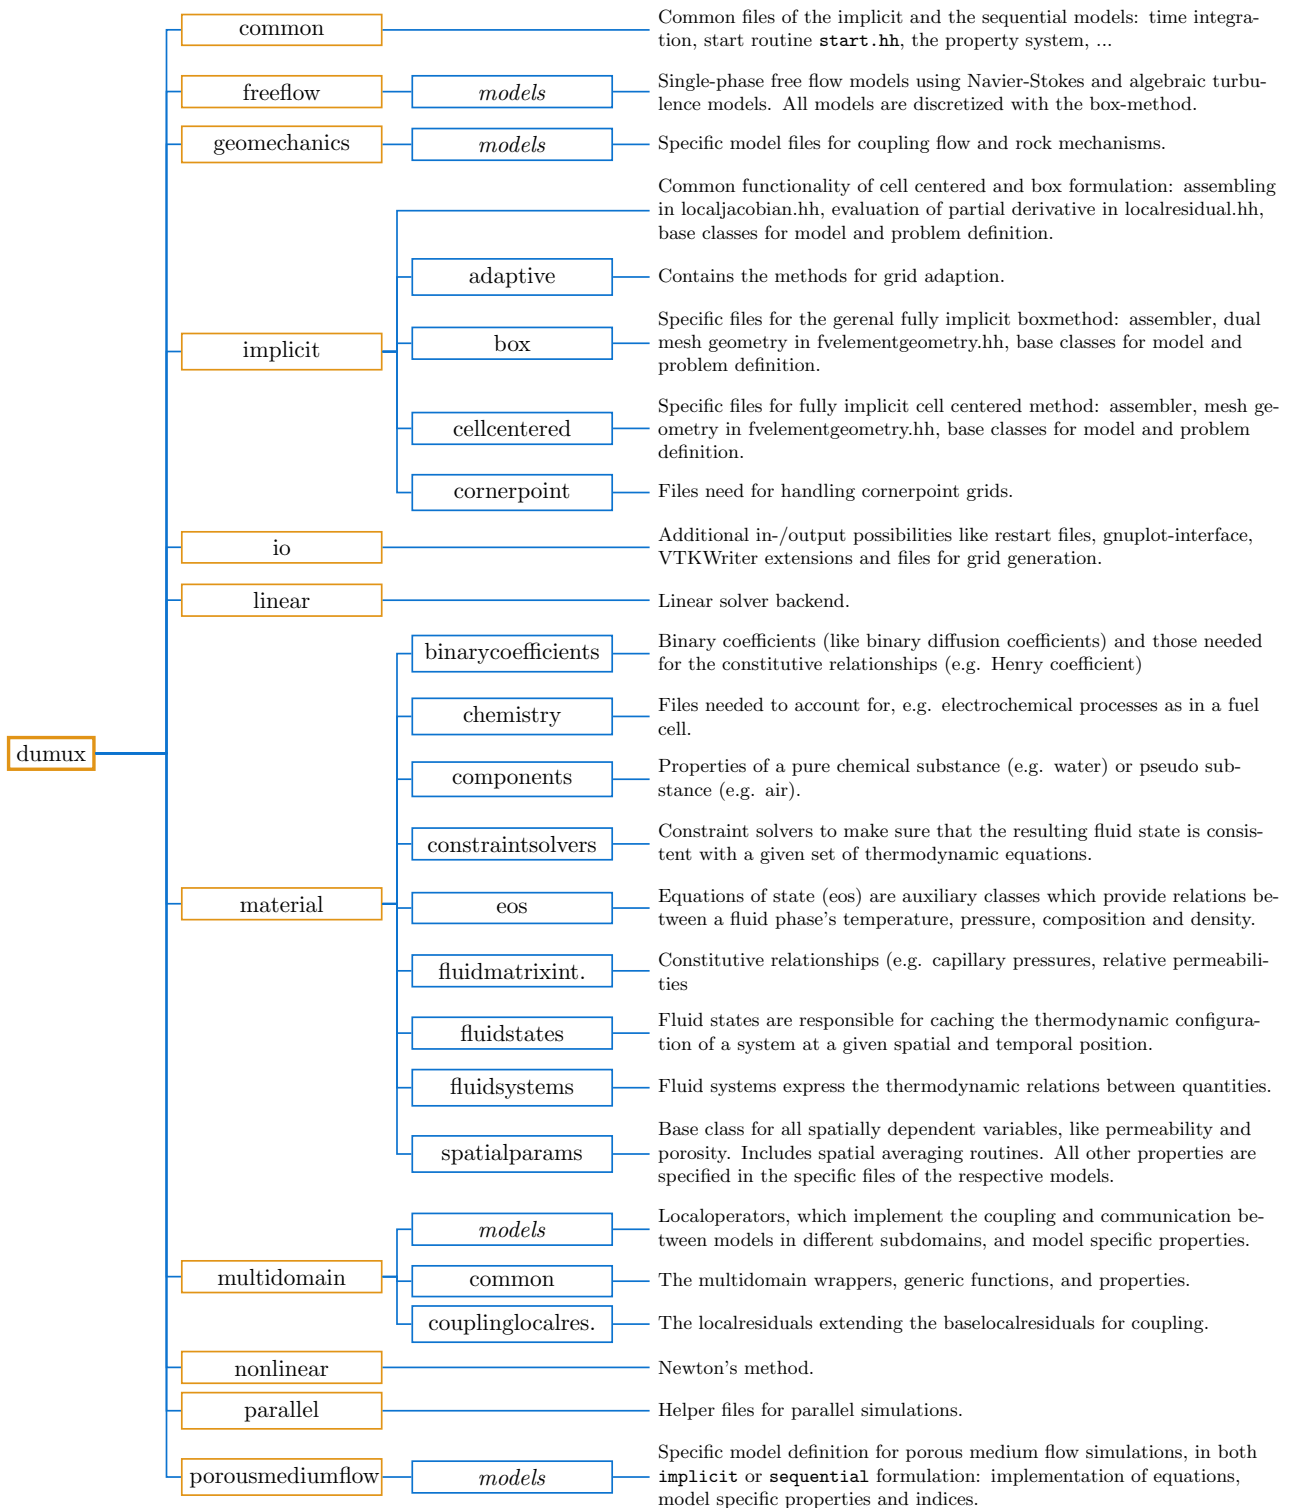 common
Common files of the implicit and the sequential models: time integra-
tion, start routine start.hh, the property system, ...
freeflow
models
Single-phase free flow models using Navier-Stokes and algebraic turbu-
lence models. All models are discretized with the box-method.
geomechanics
models
Specific model files for coupling flow and rock mechanisms.
Common functionality of cell centered and box formulation: assembling
in localjacobian.hh, evaluation of partial derivative in localresidual.hh,
base classes for model and problem definition.
adaptive
Contains the methods for grid adaption.
implicit
box
Specific files for the gerenal fully implicit boxmethod: assembler, dual
mesh geometry in fvelementgeometry.hh, base classes for model and
problem definition.
cellcentered
Specific files for fully implicit cell centered method: assembler, mesh ge-
ometry in fvelementgeometry.hh, base classes for model and problem
definition.
cornerpoint
Files need for handling cornerpoint grids.
io
Additional in-/output possibilities like restart files, gnuplot-interface,
VTKWriter extensions and files for grid generation.
linear
Linear solver backend.
binarycoefficients
Binary coefficients (like binary diffusion coefficients) and those needed
for the constitutive relationships (e.g. Henry coefficient)
chemistry
Files needed to account for, e.g. electrochemical processes as in a fuel
cell.
dumux
components
Properties of a pure chemical substance (e.g. water) or pseudo sub-
stance (e.g. air).
constraintsolvers
Constraint solvers to make sure that the resulting fluid state is consis-
tent with a given set of thermodynamic equations.
material
eos
Equations of state (eos) are auxiliary classes which provide relations be-
tween a fluid phase's temperature, pressure, composition and density.
fluidmatrixint.
Constitutive relationships (e.g. capillary pressures, relative permeabili-
ties
fluidstates
Fluid states are responsible for caching the thermodynamic configura-
tion of a system at a given spatial and temporal position.
fluidsystems
Fluid systems express the thermodynamic relations between quantities.
spatialparams
Base class for all spatially dependent variables, like permeability and
porosity. Includes spatial averaging routines. All other properties are
specified in the specific files of the respective models.
models
Localoperators, which implement the coupling and communication be-
tween models in different subdomains, and model specific properties.
multidomain
common
The multidomain wrappers, generic functions, and properties.
couplinglocalres.
The localresiduals extending the baselocalresiduals for coupling.
nonlinear
Newton's method.
parallel
Helper files for parallel simulations.
porousmediumflow
models
Specific model definition for porous medium flow simulations, in both
implicit or sequential formulation: implementation of equations,
model specific properties and indices.